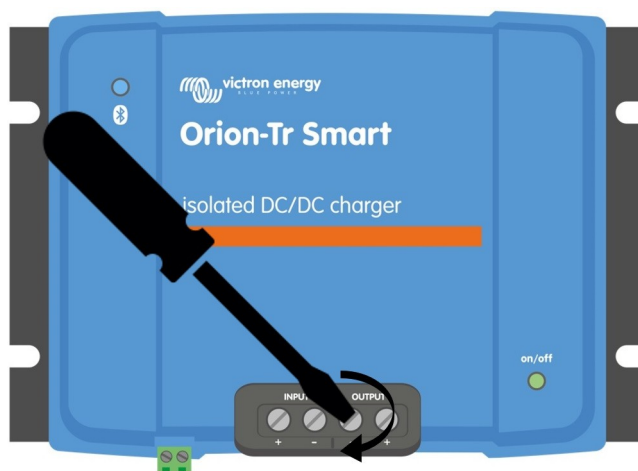 victron energy
BLUE POWER
Orion-Tr Smart
isolated DC/DC charger
on/off
INPUT OUTPUT
+ - +